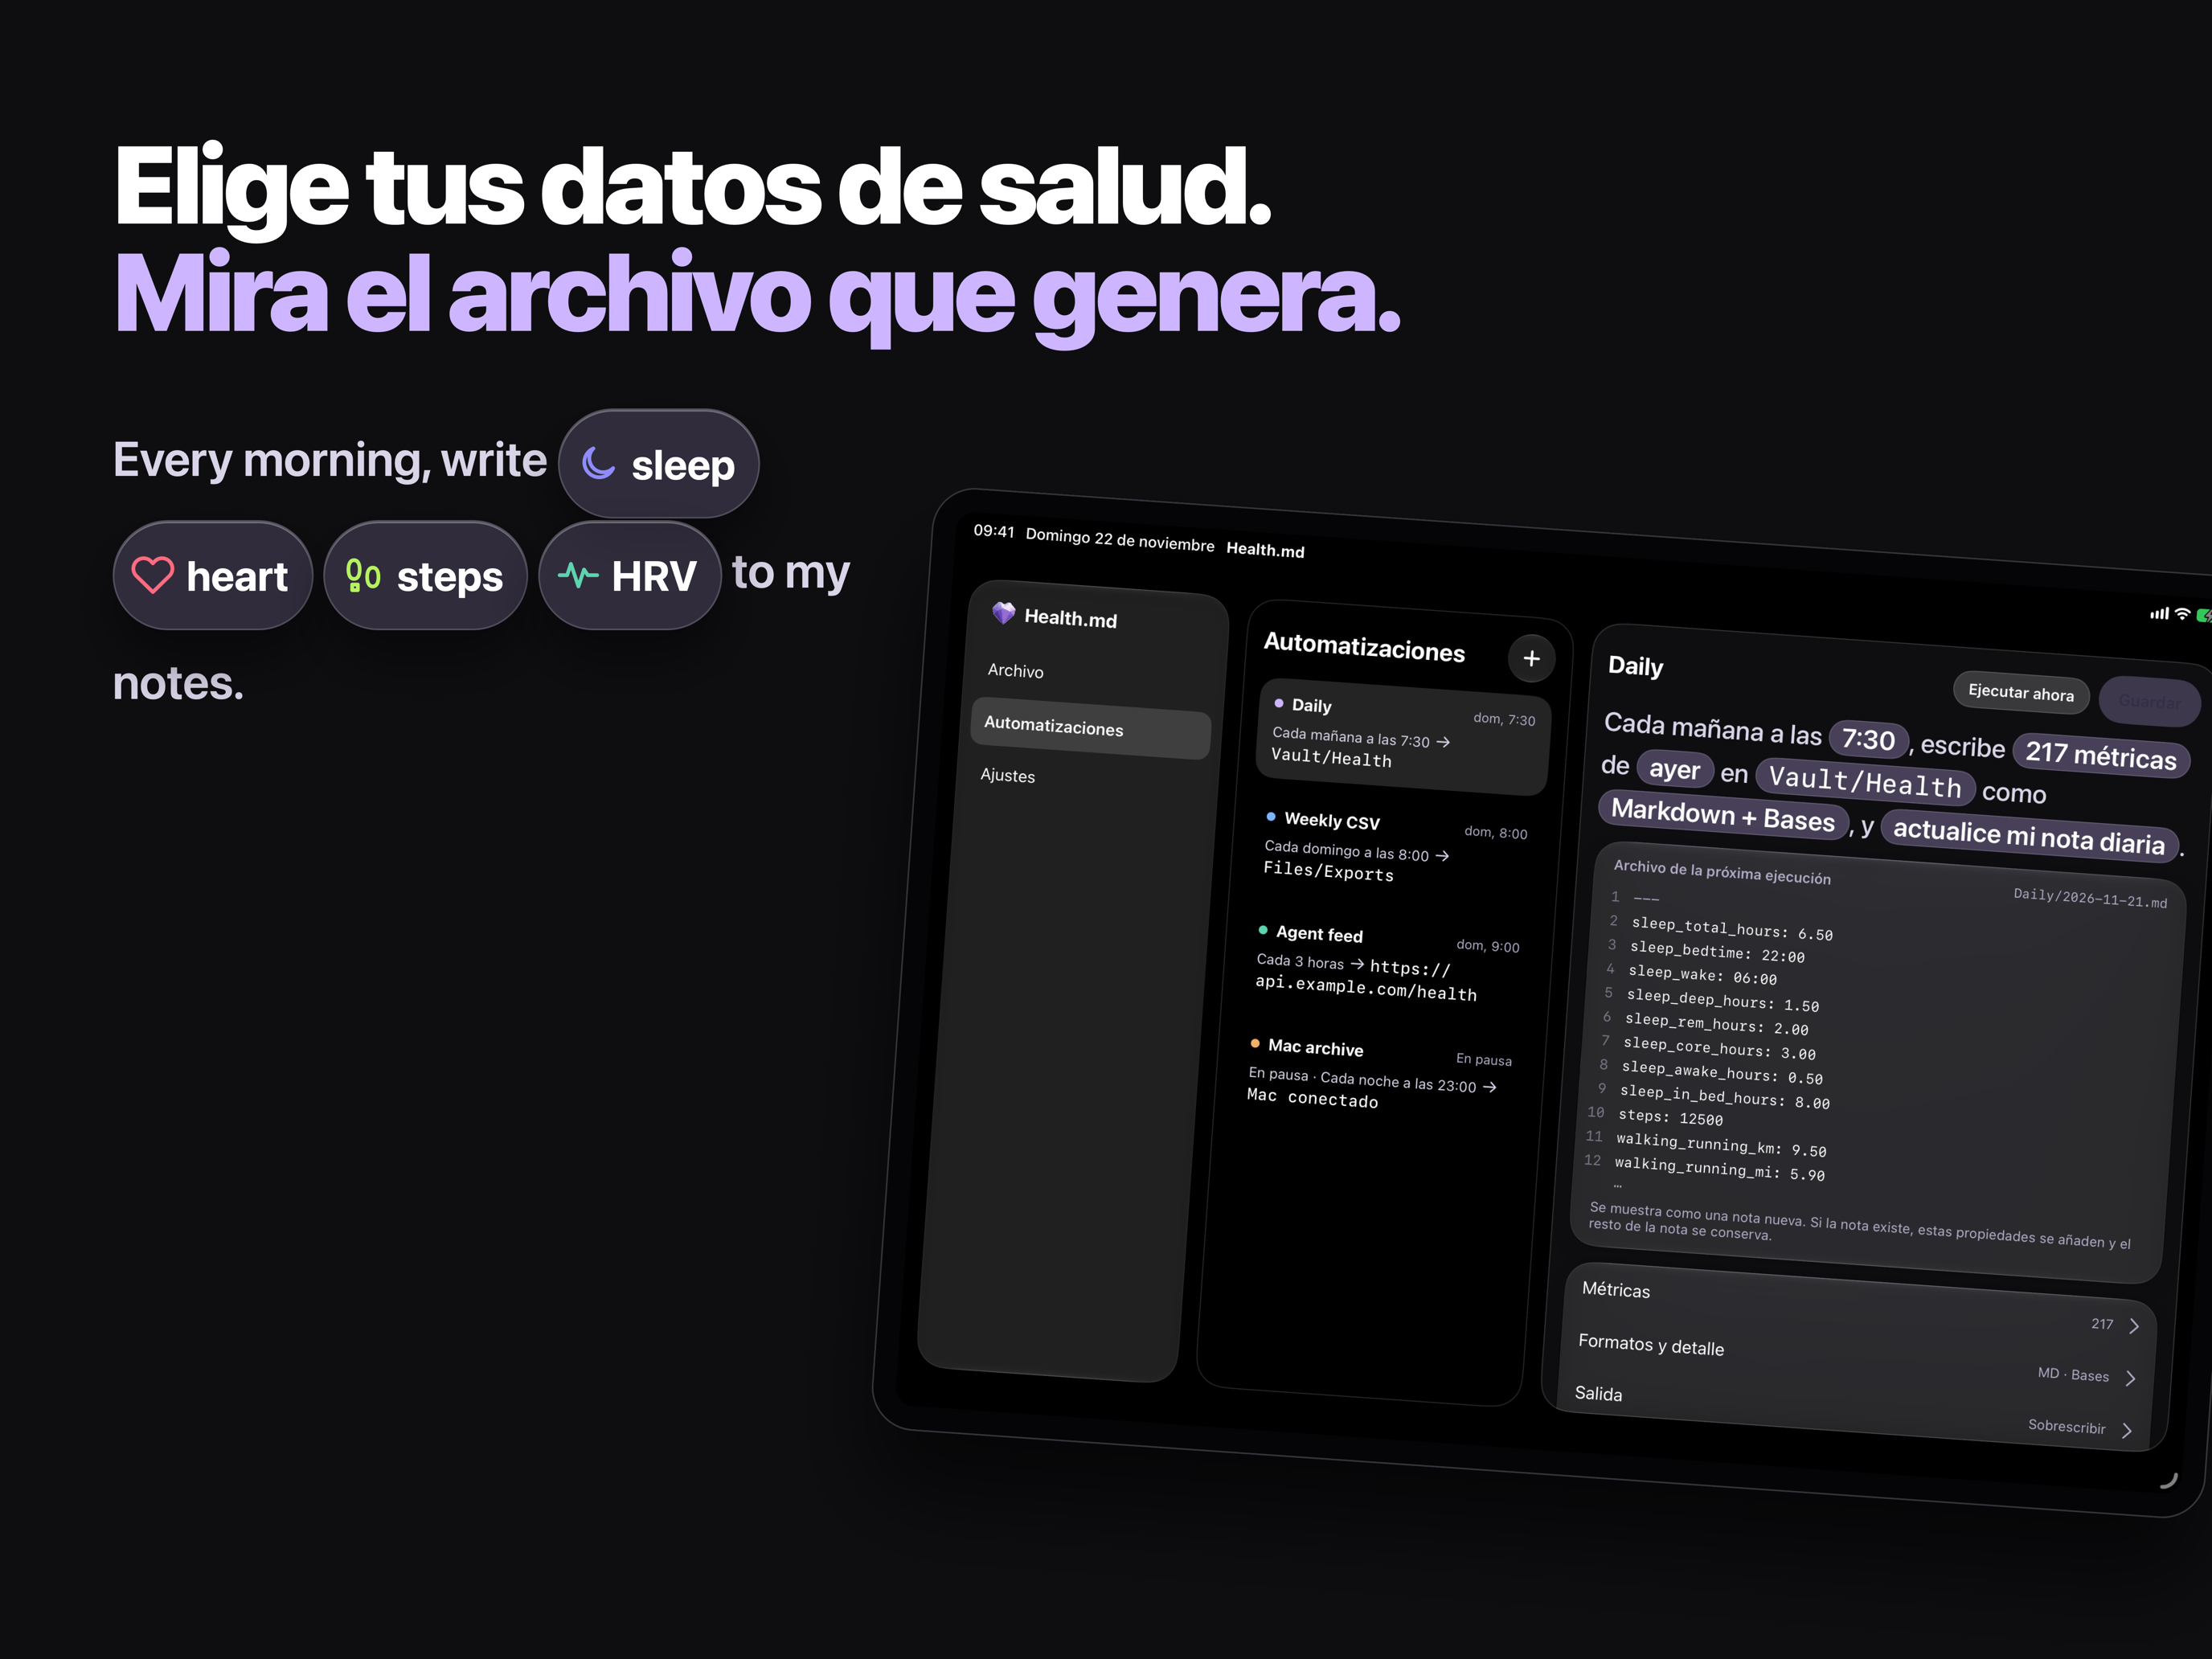 Elige tus datos de salud.
Mira el archivo que genera.
Every morning, write sleep
heart steps HRV to my
notes.
09:41 Domingo 22 de noviembre Health.md
Health.md
Archivo
Automatizaciones
Ajustes
Automatizaciones
Daily dom, 7:30
Cada mañana a las 7:30 →
Vault/Health
Weekly CSV dom, 8:00
Cada domingo a las 8:00 →
Files/Exports
Agent feed dom, 9:00
Cada 3 horas → https://
api.example.com/health
Mac archive En pausa
En pausa · Cada noche a las 23:00 →
Mac conectado
Daily Ejecutar ahora Guardar
Cada mañana a las 7:30, escribe 217 métricas
de ayer en Vault/Health como
Markdown + Bases, y actualice mi nota diaria.
Archivo de la próxima ejecución Daily/2026-11-21.md
1 ---
2 sleep_total_hours: 6.50
3 sleep_bedtime: 22:00
4 sleep_wake: 06:00
5 sleep_deep_hours: 1.50
6 sleep_rem_hours: 2.00
7 sleep_core_hours: 3.00
8 sleep_awake_hours: 0.50
9 sleep_in_bed_hours: 8.00
10 steps: 12500
11 walking_running_km: 9.50
12 walking_running_mi: 5.90
…
Se muestra como una nota nueva. Si la nota existe, estas propiedades se añaden y el
resto de la nota se conserva.
Métricas 217
Formatos y detalle MD · Bases
Salida Sobrescribir